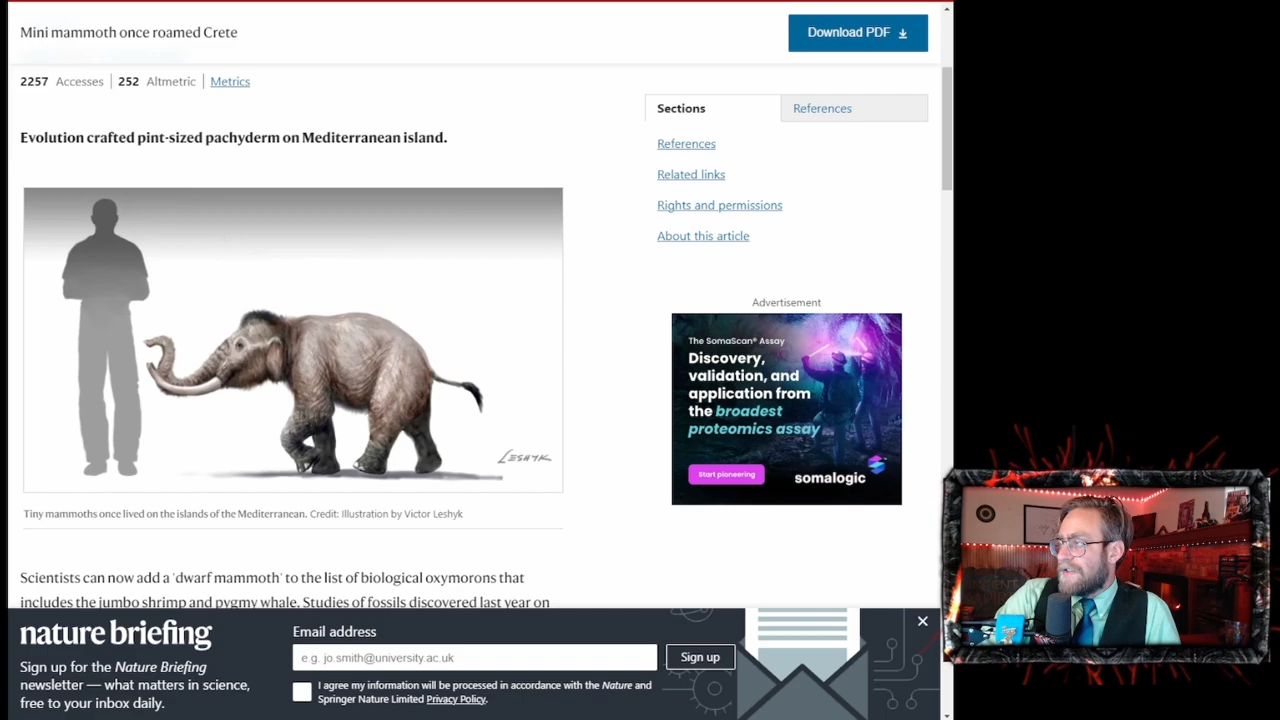 Mini mammoth once roamed Crete
Download PDF
2257 Accesses | 252 Altmetric | Metrics
Sections
References
Evolution crafted pint-sized pachyderm on Mediterranean island.
References
Related links
Rights and permissions
About this article
Advertisement
The SomaScan® Assay
Discovery,
validation, and
application from
the broadest
proteomics assay
Start pioneering
somalogic
LESHYK
Tiny mammoths once lived on the islands of the Mediterranean. Credit: Illustration by Victor Leshyk
Scientists can now add a 'dwarf mammoth' to the list of biological oxymorons that
includes the jumbo shrimp and pygmy whale. Studies of fossils discovered last year on
nature briefing
Sign up for the Nature Briefing
newsletter — what matters in science,
free to your inbox daily.
Email address
e.g. jo.smith@university.ac.uk
Sign up
I agree my information will be processed in accordance with the Nature and
Springer Nature Limited Privacy Policy.